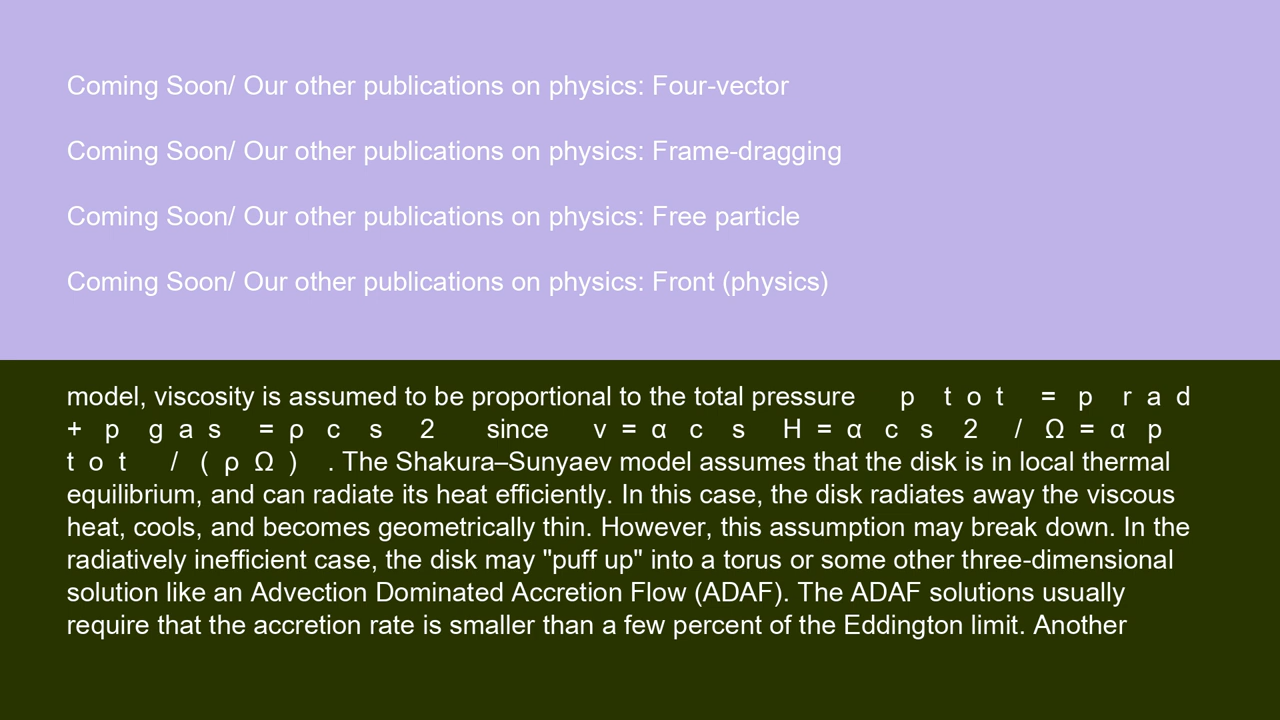 Coming Soon/ Our other publications on physics: Four-vector
Coming Soon/ Our other publications on physics: Frame-dragging
Coming Soon/ Our other publications on physics: Free particle
Coming Soon/ Our other publications on physics: Front (physics)
model, viscosity is assumed to be proportional to the total pressure p t o t = p r a d
+ p g a s = ρ c s 2 since ν = α c s H = α c s 2 / Ω = α p
t o t / ( ρ Ω ) . The Shakura–Sunyaev model assumes that the disk is in local thermal
equilibrium, and can radiate its heat efficiently. In this case, the disk radiates away the viscous
heat, cools, and becomes geometrically thin. However, this assumption may break down. In the
radiatively inefficient case, the disk may "puff up" into a torus or some other three-dimensional
solution like an Advection Dominated Accretion Flow (ADAF). The ADAF solutions usually
require that the accretion rate is smaller than a few percent of the Eddington limit. Another